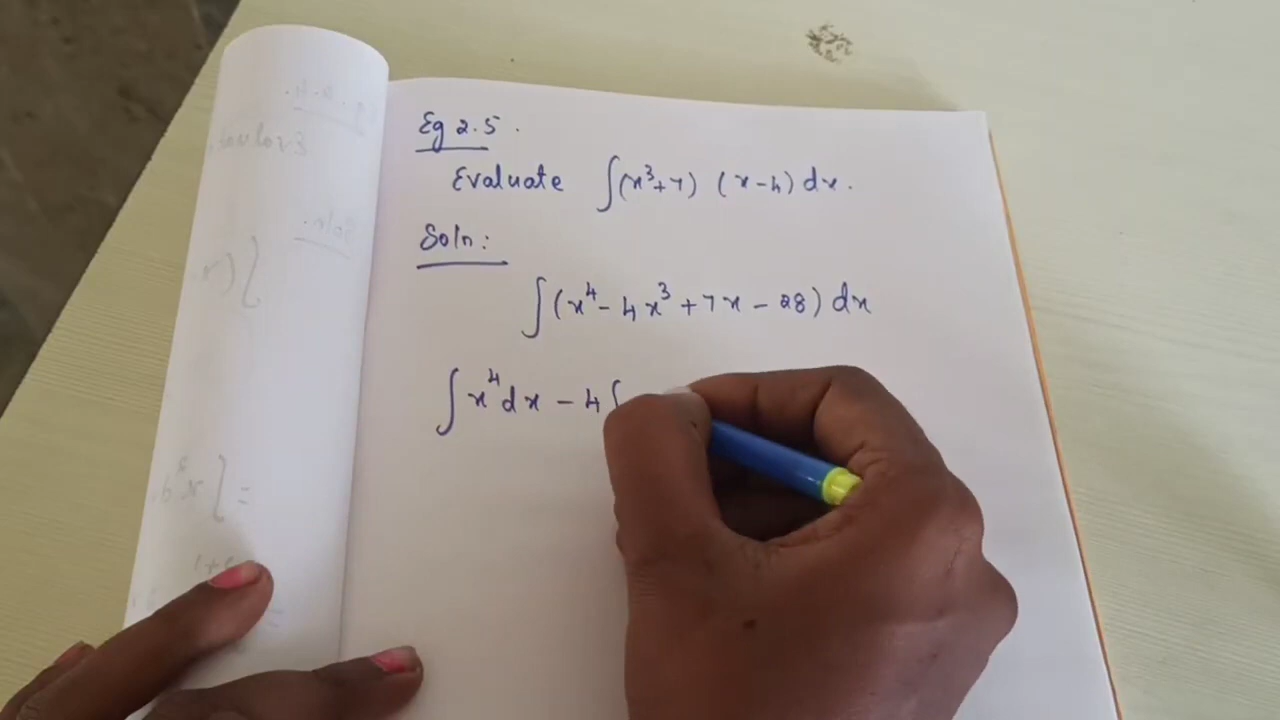 Eg 2.5.
Evaluate ∫(x³+7) (x-4) dx.
Soln:
∫(x⁴- 4x³ +7x - 28) dx
∫x⁴dx - 4∫